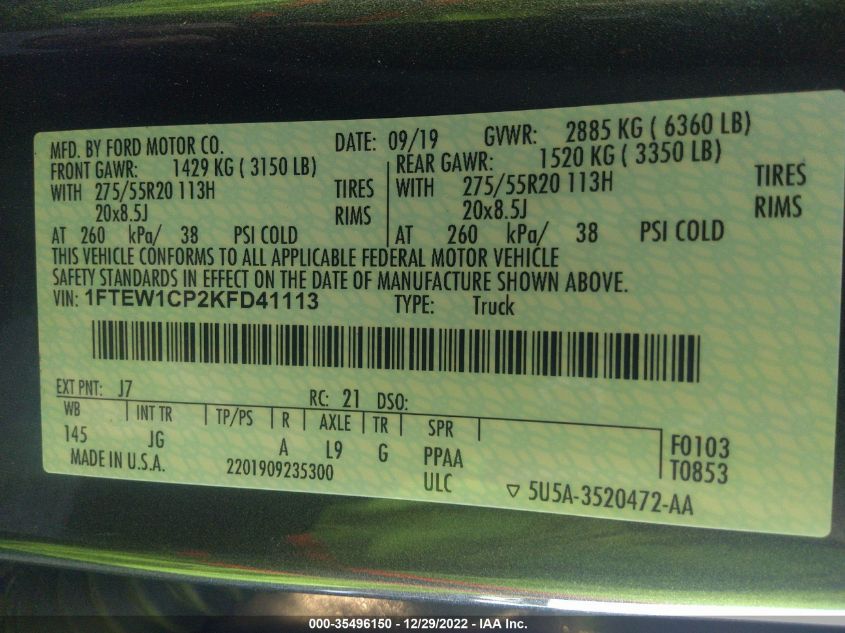 MFD. BY FORD MOTOR CO. DATE: 09/19 GVWR: 2885 KG ( 6360 LB)
FRONT GAWR: 1429 KG ( 3150 LB) REAR GAWR: 1520 KG ( 3350 LB)
WITH 275/55R20 113H TIRES WITH 275/55R20 113H TIRES
20x8.5J RIMS 20x8.5J RIMS
AT 260 kPa/ 38 PSI COLD AT 260 kPa/ 38 PSI COLD
THIS VEHICLE CONFORMS TO ALL APPLICABLE FEDERAL MOTOR VEHICLE
SAFETY STANDARDS IN EFFECT ON THE DATE OF MANUFACTURE SHOWN ABOVE.
VIN: 1FTEW1CP2KFD41113 TYPE: Truck
EXT PNT: J7 RC: 21 DSO:
WB INT TR TP/PS R AXLE TR SPR
145 JG A L9 G PPAA F0103
MADE IN U.S.A. 2201909235300 ULC T0853
5U5A-3520472-AA
000-35496150 - 12/29/2022 - IAA Inc.